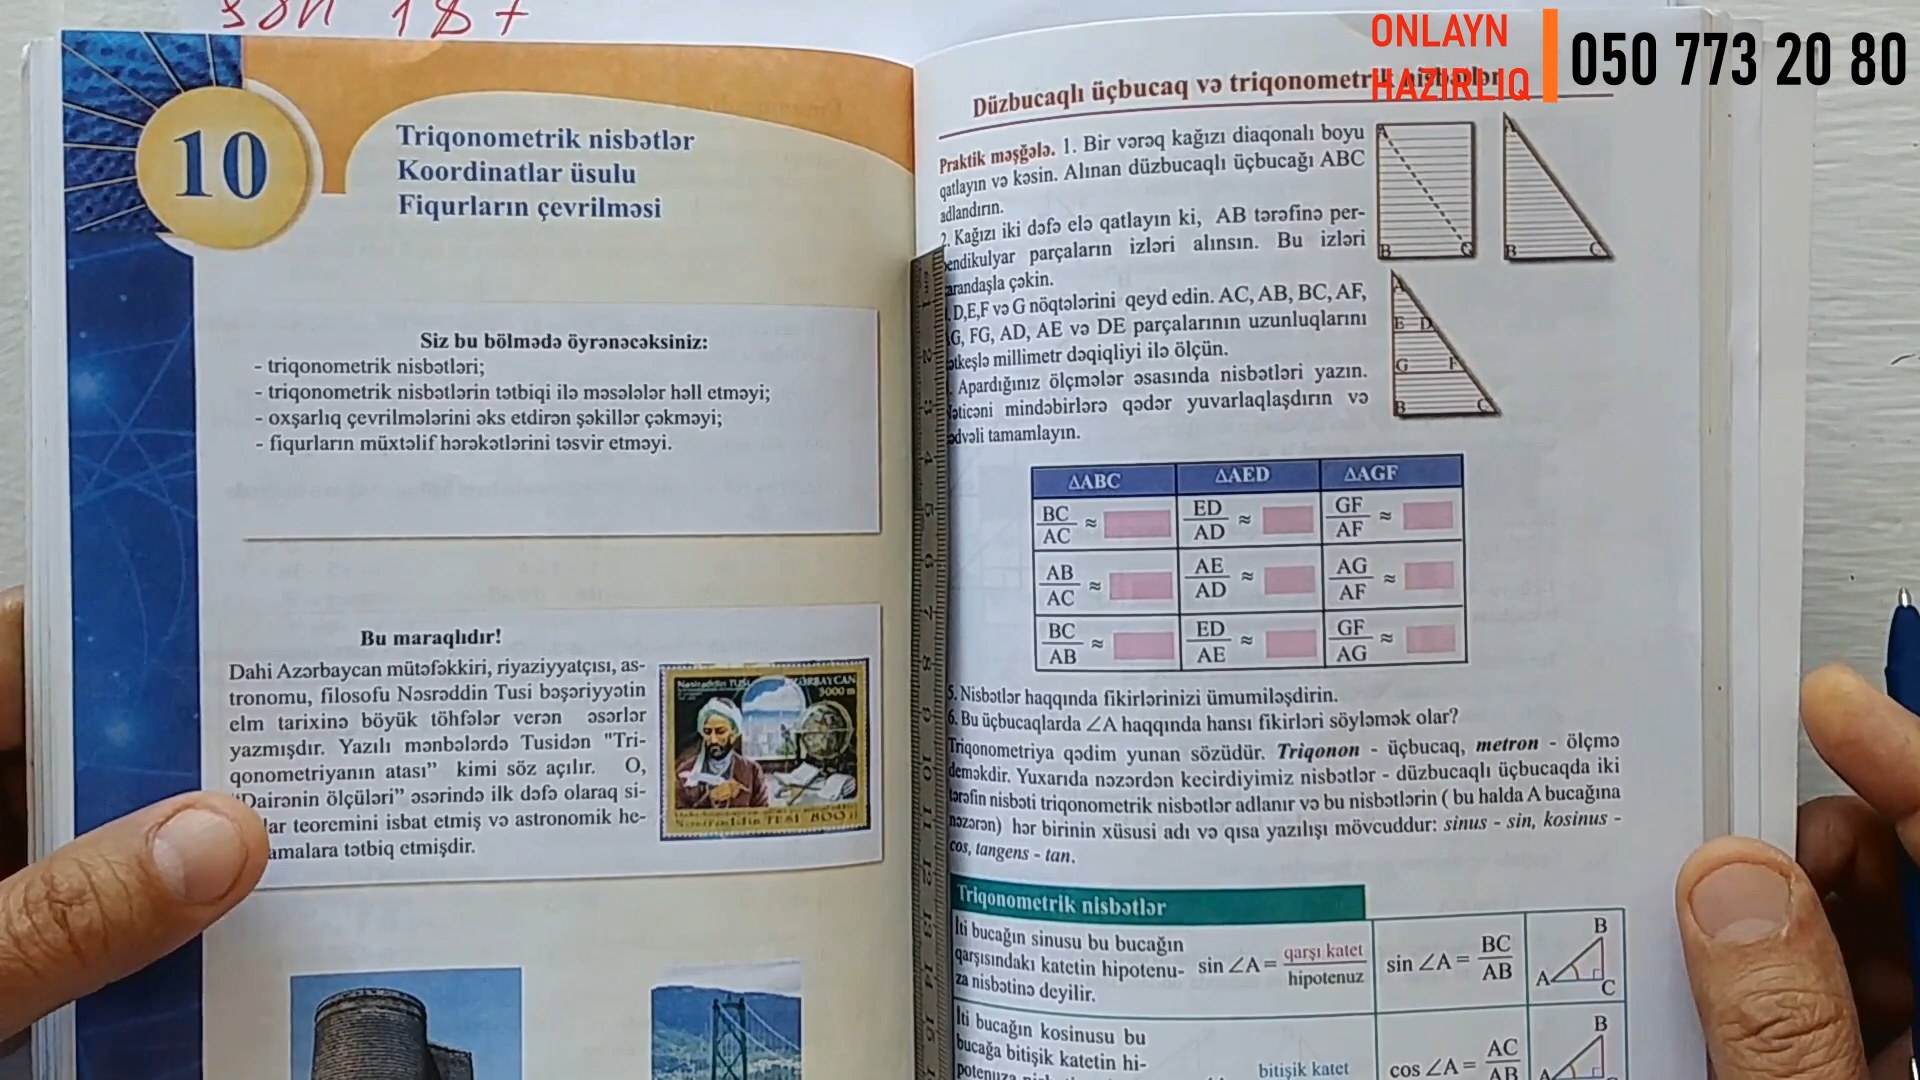 ONLAYN
HAZIRLIQ
050 773 20 80
10
Triqonometrik nisbətlər
Koordinatlar üsulu
Fiqurların çevrilməsi
Siz bu bölmədə öyrənəcəksiniz:
- triqonometrik nisbətləri;
- triqonometrik nisbətlərin tətbiqi ilə məsələlər həll etməyi;
- oxşarlıq çevrilmələrini əks etdirən şəkillər çəkməyi;
- fiqurların müxtəlif hərəkətlərini təsvir etməyi.
Bu maraqlıdır!
Dahi Azərbaycan mütəfəkkiri, riyaziyyatçısı, as-
tronomu, filosofu Nəsrəddin Tusi bəşəriyyətin
elm tarixinə böyük töhfələr verən əsərlər
yazmışdır. Yazılı mənbələrdə Tusidən "Tri-
qonometriyanın atası” kimi söz açılır. O,
“Dairənin ölçüləri” əsərində ilk dəfə olaraq si-
lar teoremini isbat etmiş və astronomik he-
amalara tətbiq etmişdir.
Nəsirəddin TUSİ AZƏRBAYCAN
3000 m
Nəsirəddin TUSİ 800
Düzbucaqlı üçbucaq və triqonometrik nisbətlər
Praktik məşğələ. 1. Bir vərəq kağızı diaqonalı boyu
qatlayın və kəsin. Alınan düzbucaqlı üçbucağı ABC
adlandırın.
2. Kağızı iki dəfə elə qatlayın ki, AB tərəfinə per-
endikulyar parçaların izləri alınsın. Bu izləri
arandaşla çəkin.
D,E,F və G nöqtələrini qeyd edin. AC, AB, BC, AF,
G, FG, AD, AE və DE parçalarının uzunluqlarını
ətkeşlə millimetr dəqiqliyi ilə ölçün.
. Apardığınız ölçmələr əsasında nisbətləri yazın.
əticəni mindəbirlərə qədər yuvarlaqlaşdırın və
ədvəli tamamlayın.
A
B C
A
B C
A
E D
G F
B C
ΔABC ΔAED ΔAGF
BC/AC ≈ ED/AD ≈ GF/AF ≈
AB/AC ≈ AE/AD ≈ AG/AF ≈
BC/AB ≈ ED/AE ≈ GF/AG ≈
5. Nisbətlər haqqında fikirlərinizi ümumiləşdirin.
6. Bu üçbucaqlarda ∠A haqqında hansı fikirləri söyləmək olar?
Triqonometriya qədim yunan sözüdür. Triqonon - üçbucaq, metron - ölçmə
deməkdir. Yuxarıda nəzərdən kecirdiyimiz nisbətlər - düzbucaqlı üçbucaqda iki
tərəfin nisbəti triqonometrik nisbətlər adlanır və bu nisbətlərin ( bu halda A bucağına
nəzərən) hər birinin xüsusi adı və qısa yazılışı mövcuddur: sinus - sin, kosinus -
cos, tangens - tan.
Triqonometrik nisbətlər
İti bucağın sinusu bu bucağın
qarşısındakı katetin hipotenu-
za nisbətinə deyilir.
sin ∠A = qarşı katet/hipotenuz
sin ∠A = BC/AB
B
A C
İti bucağın kosinusu bu
bucağa bitişik katetin hi-
bitişik katet
cos ∠A = AC/AB
B
A